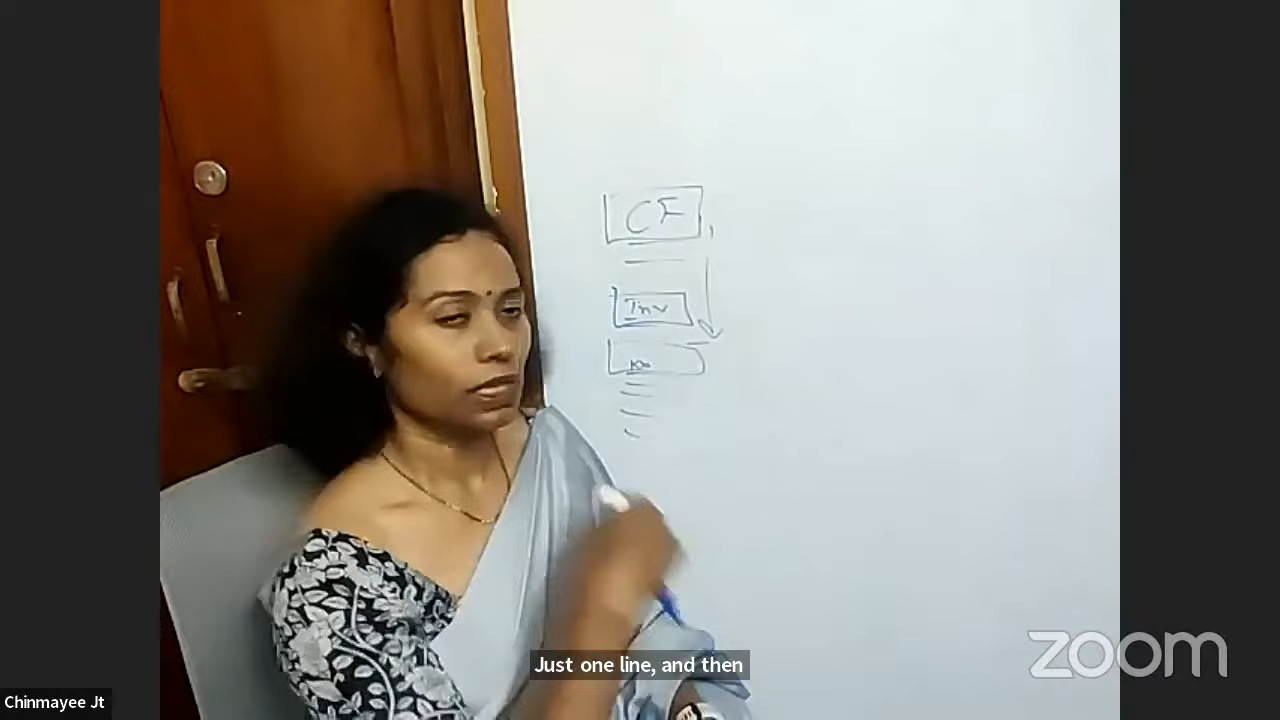 CF
Inv
Just one line, and then
zoom
Chinmayee Jt